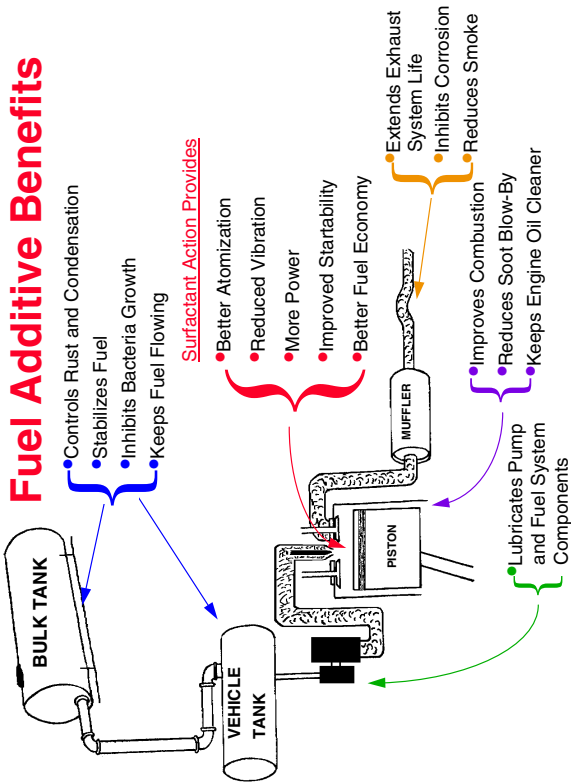 Fuel Additive Benefits
Controls Rust and Condensation
Stabilizes Fuel
Inhibits Bacteria Growth
Keeps Fuel Flowing
Surfactant Action Provides
Better Atomization
Reduced Vibration
More Power
Improved Startability
Better Fuel Economy
Extends Exhaust
System Life
Inhibits Corrosion
Reduces Smoke
Improves Combustion
Reduces Soot Blow-By
Keeps Engine Oil Cleaner
Lubricates Pump
and Fuel System
Components
BULK TANK
VEHICLE
TANK
PISTON
MUFFLER